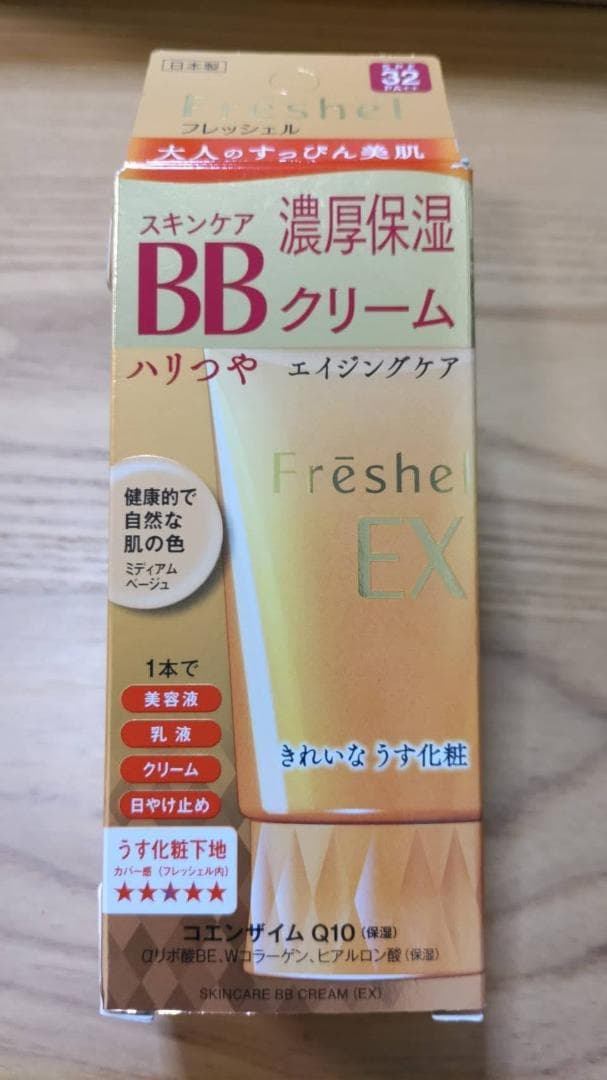 日本製
SPF
32
PA++
Freshel
フレッシェル
大人のすっぴん美肌
スキンケア
BB
濃厚保湿
クリーム
ハリつや エイジングケア
Frēshel
EX
健康的で
自然な
肌の色
ミディアム
ベージュ
1本で
美容液
乳液
クリーム
日やけ止め
きれいな うす化粧
うす化粧下地
カバー感 (フレッシェル内)
★★★★★
コエンザイム Q10 (保湿)
αリポ酸BE、Wコラーゲン、ヒアルロン酸 (保湿)
SKINCARE BB CREAM (EX)